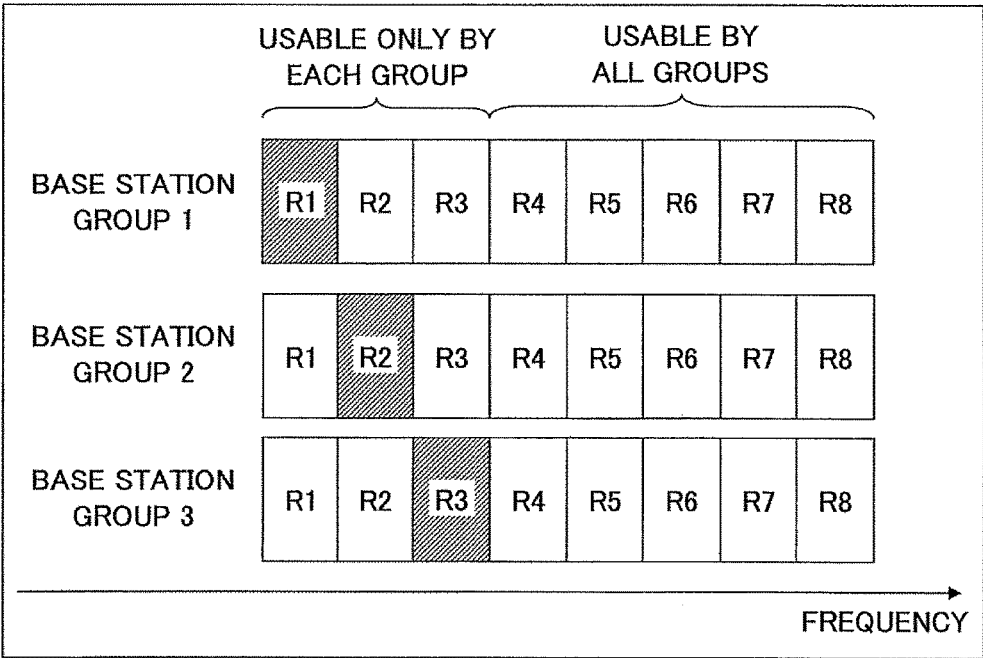 USABLE ONLY BY
EACH GROUP
USABLE BY
ALL GROUPS
BASE STATION
GROUP 1
R1 R2 R3 R4 R5 R6 R7 R8
BASE STATION
GROUP 2
R1 R2 R3 R4 R5 R6 R7 R8
BASE STATION
GROUP 3
R1 R2 R3 R4 R5 R6 R7 R8
FREQUENCY